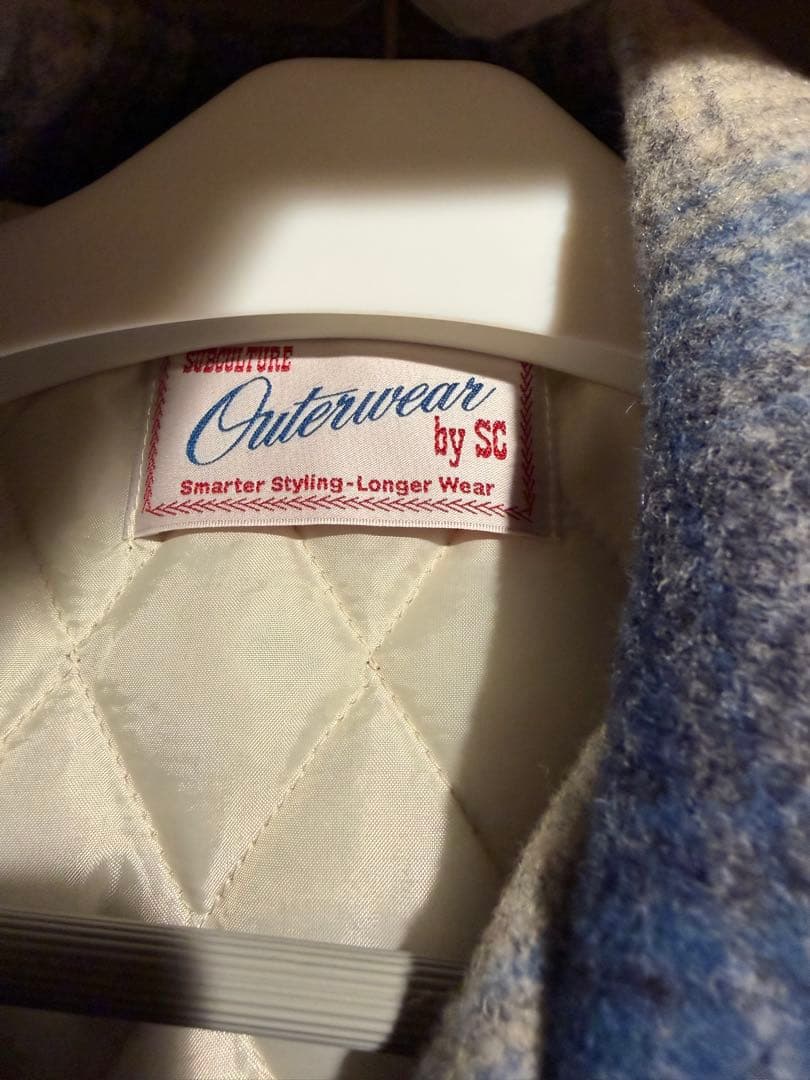 SUBCULTURE
Outerwear
by SC
Smarter Styling-Longer Wear